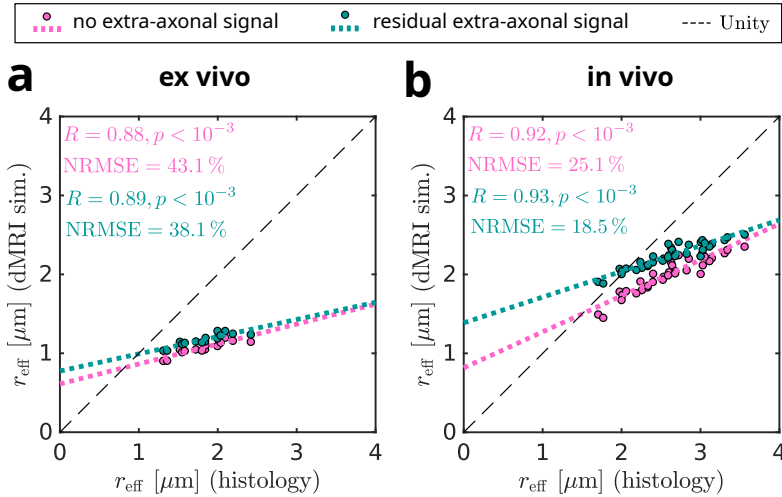 no extra-axonal signal residual extra-axonal signal Unity
a ex vivo
R = 0.88, p < 10⁻³
NRMSE = 43.1 %
R = 0.89, p < 10⁻³
NRMSE = 38.1 %
r_eff [μm] (dMRI sim.)
4
3
2
1
0
0 1 2 3 4
r_eff [μm] (histology)
b in vivo
R = 0.92, p < 10⁻³
NRMSE = 25.1 %
R = 0.93, p < 10⁻³
NRMSE = 18.5 %
r_eff [μm] (dMRI sim.)
4
3
2
1
0
0 1 2 3 4
r_eff [μm] (histology)